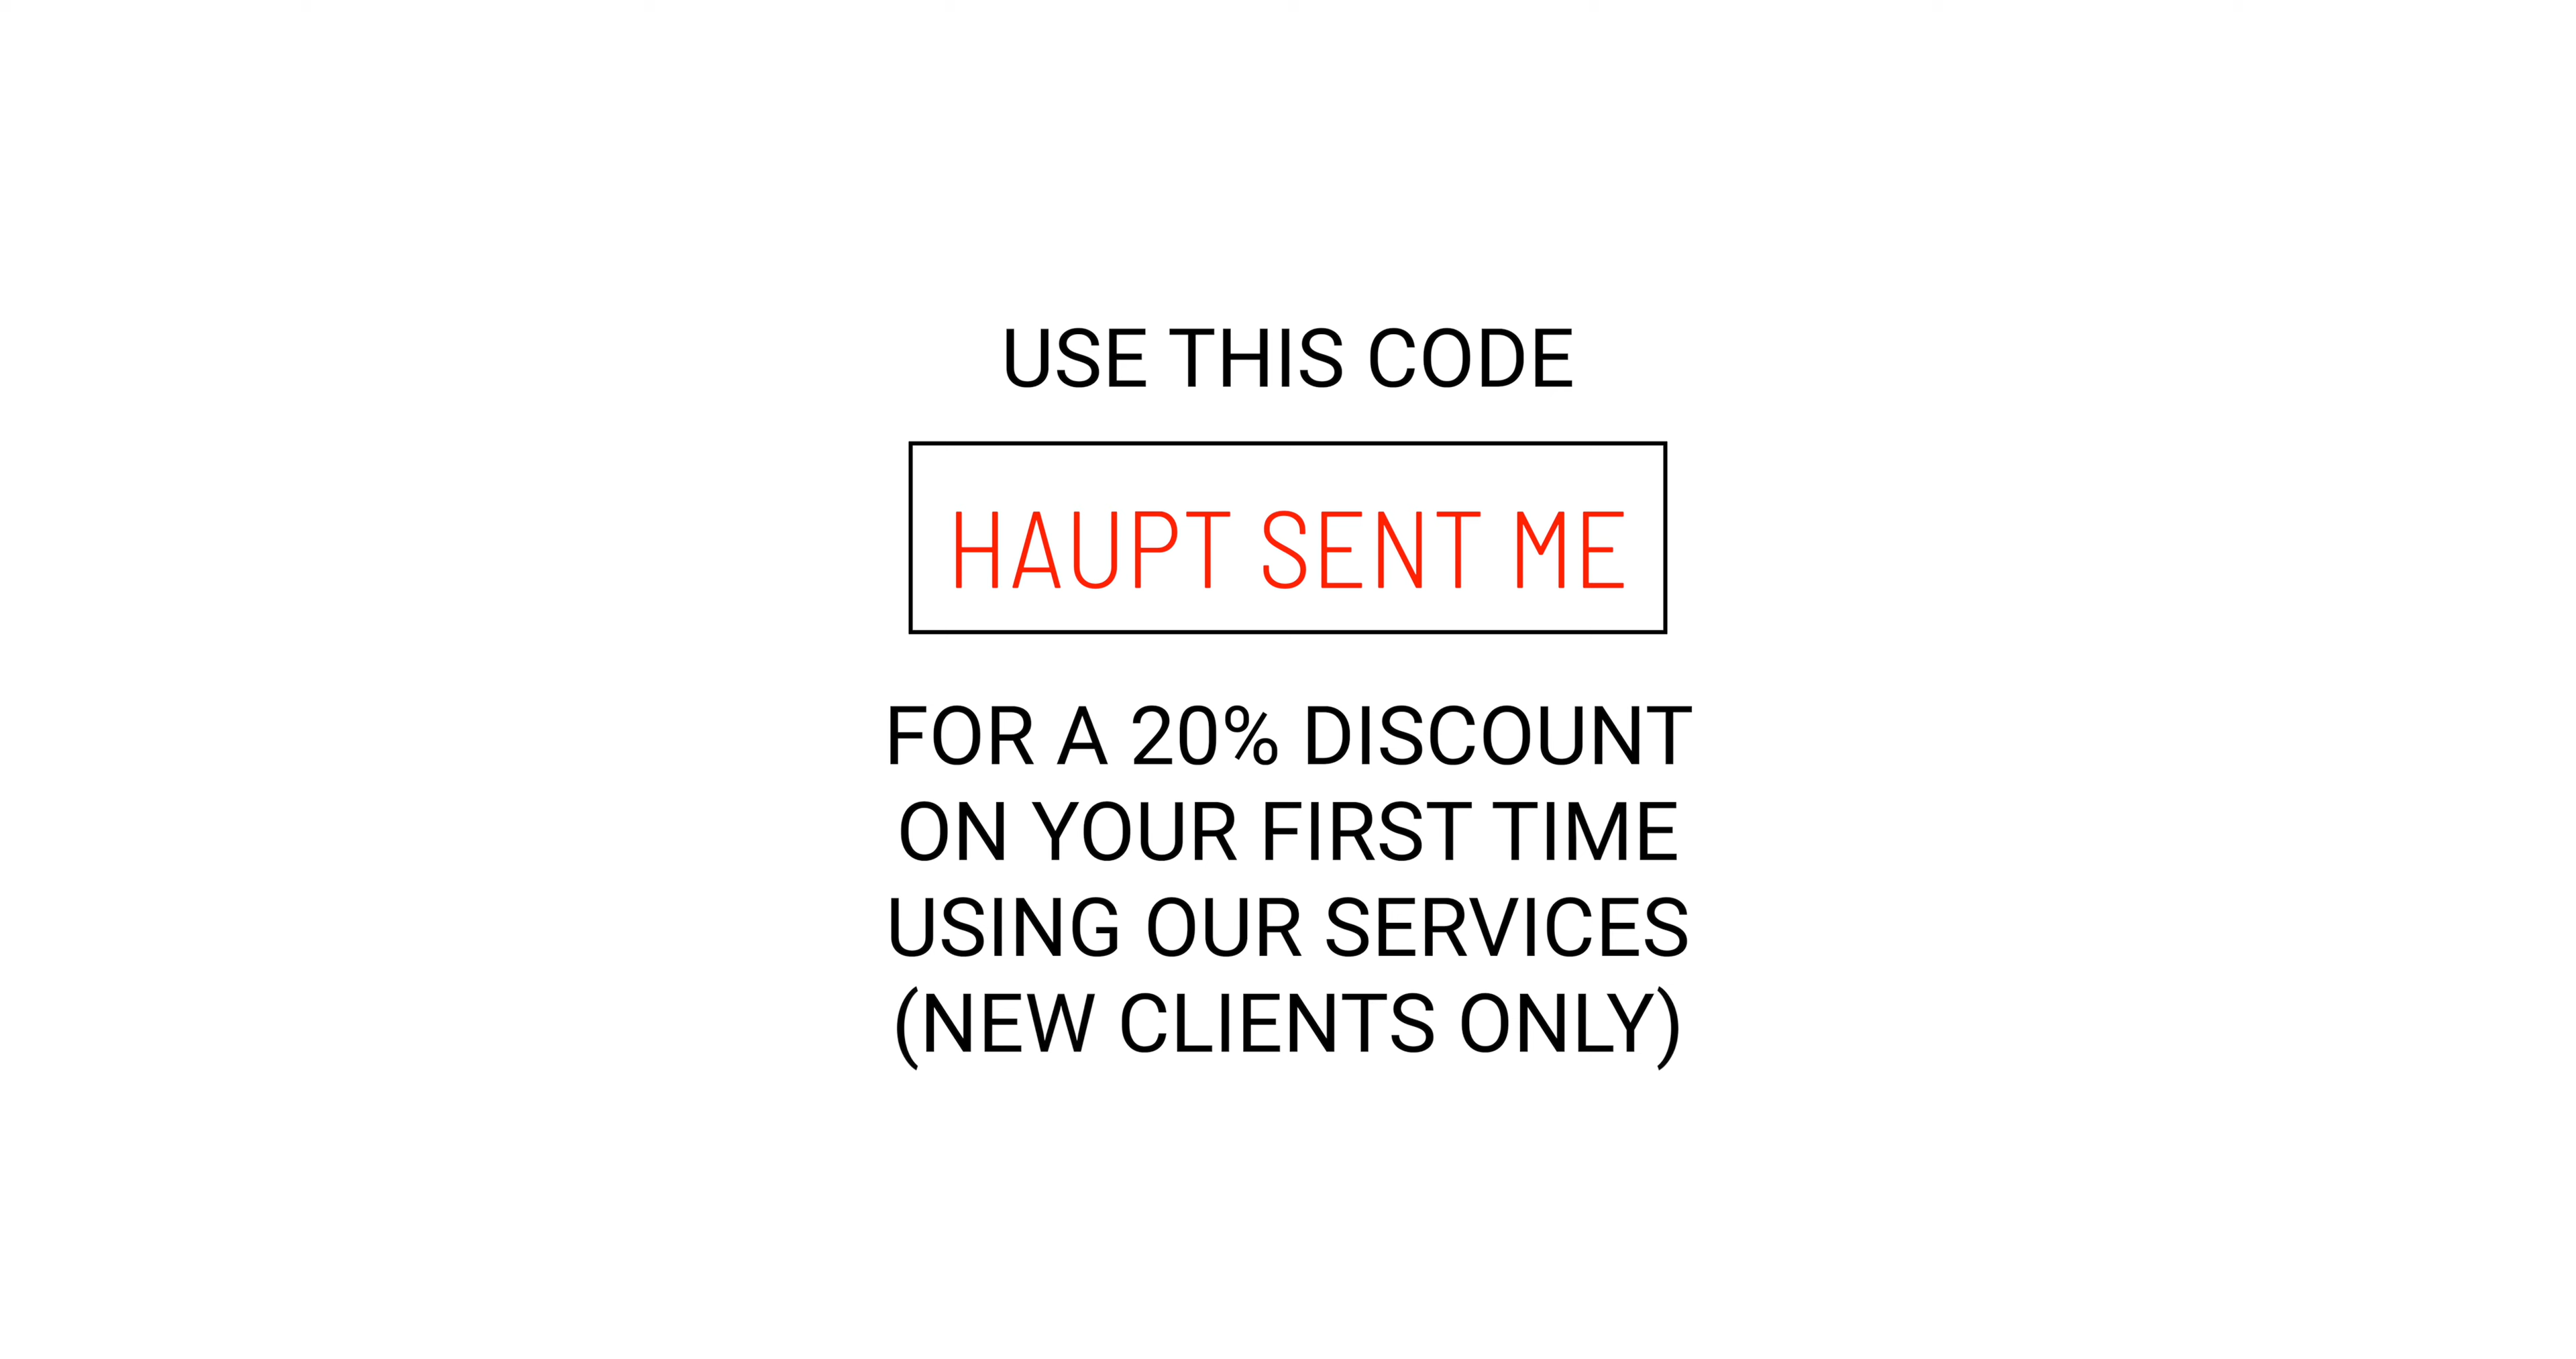 USE THIS CODE
HAUPT SENT ME
FOR A 20% DISCOUNT
ON YOUR FIRST TIME
USING OUR SERVICES
(NEW CLIENTS ONLY)